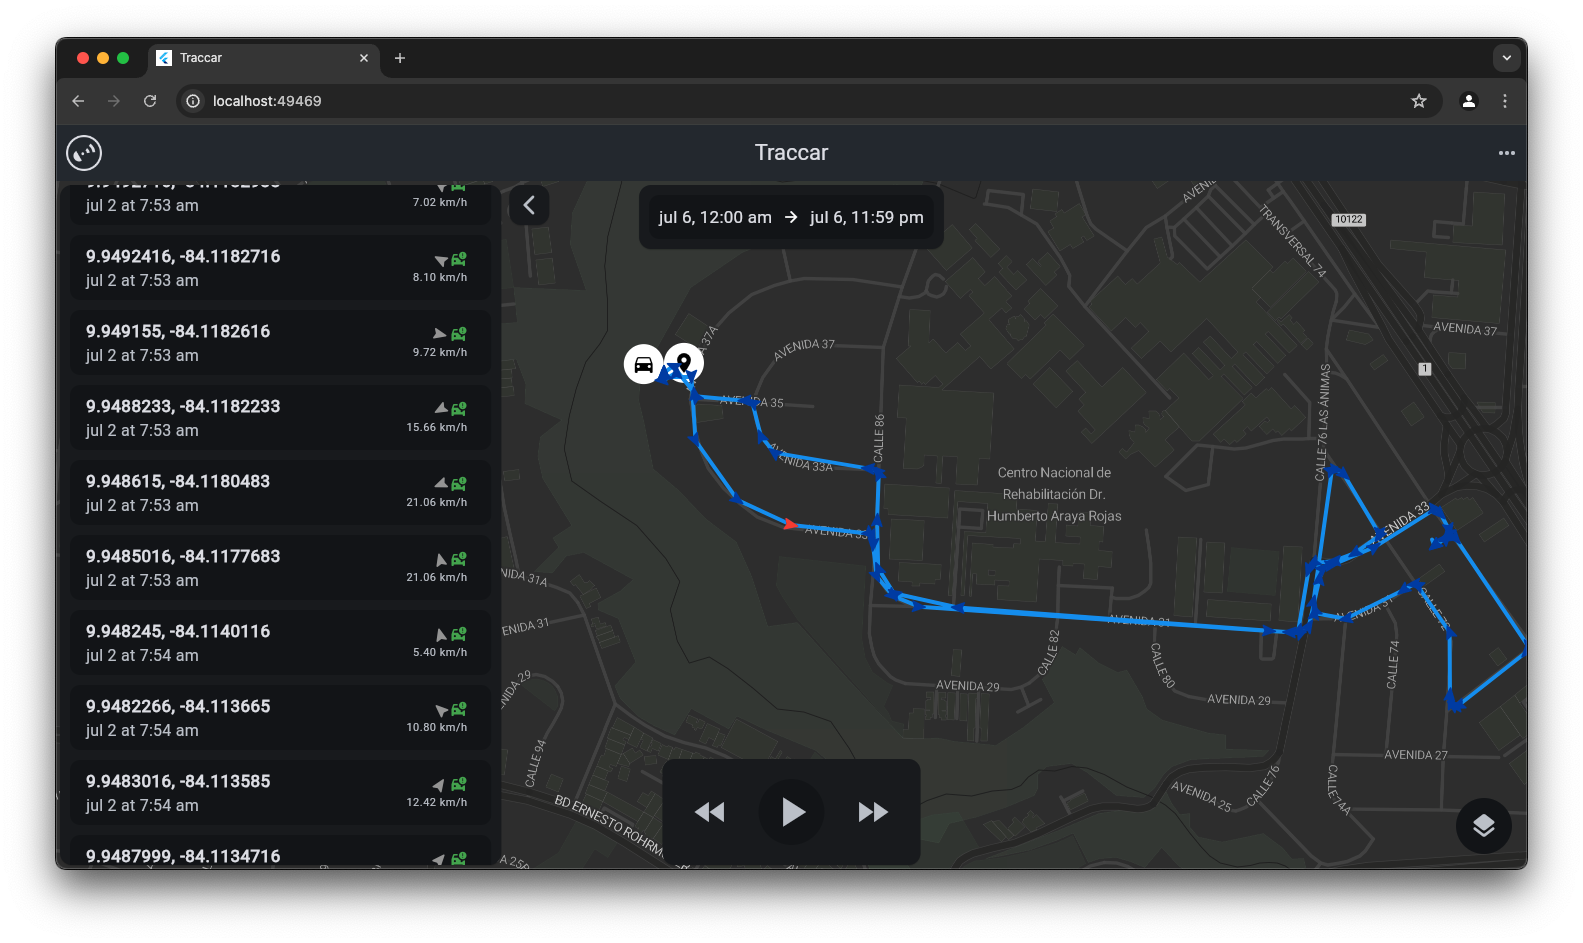 Traccar
localhost:49469
Traccar
jul 2 at 7:53 am
7.02 km/h
9.9492416, -84.1182716
jul 2 at 7:53 am
8.10 km/h
9.949155, -84.1182616
jul 2 at 7:53 am
9.72 km/h
9.9488233, -84.1182233
jul 2 at 7:53 am
15.66 km/h
9.948615, -84.1180483
jul 2 at 7:53 am
21.06 km/h
9.9485016, -84.1177683
jul 2 at 7:53 am
21.06 km/h
9.948245, -84.1140116
jul 2 at 7:54 am
5.40 km/h
9.9482266, -84.113665
jul 2 at 7:54 am
10.80 km/h
9.9483016, -84.113585
jul 2 at 7:54 am
12.42 km/h
9.9487999, -84.1134716
jul 6, 12:00 am → jul 6, 11:59 pm
TRANSVERSAL 74
10122
AVENIDA 37
1
37A
AVENIDA 37
AVENIDA 35
CALLE 86
AVENIDA 33A
CALLE 76 LAS ÁNIMAS
Centro Nacional de
Rehabilitación Dr.
Humberto Araya Rojas
AVENIDA 33
AVENIDA 33
NIDA 31A
ENIDA 31
AVENIDA 31
AVENIDA 31
CALLE 72
CALLE 82
CALLE 80
CALLE 74
AVENIDA 29
AVENIDA 29
NIDA 29
CALLE 94
AVENIDA 27
CALLE 76
CALLE 74A
AVENIDA 25
BD ERNESTO ROHRM
A 25A